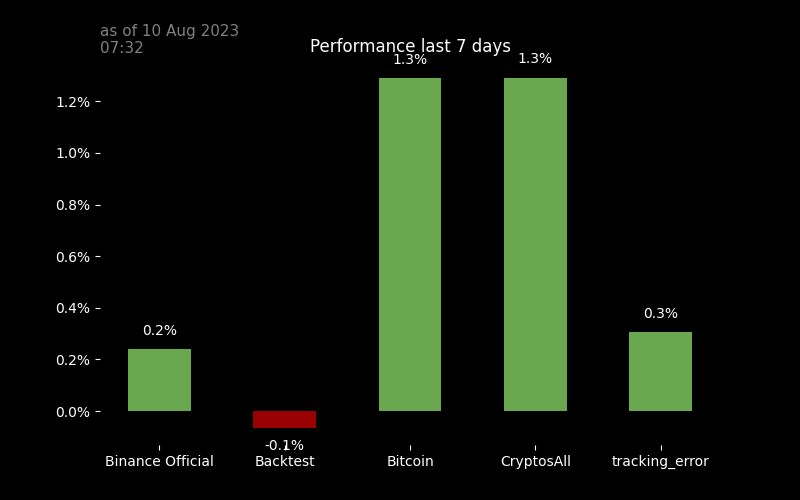 as of 10 Aug 2023
07:32
Performance last 7 days
1.3%
1.3%
1.2%
1.0%
0.8%
0.6%
0.4%
0.3%
0.2%
0.2%
0.0%
-0.1%
Binance Official
Backtest
Bitcoin
CryptosAll
tracking_error